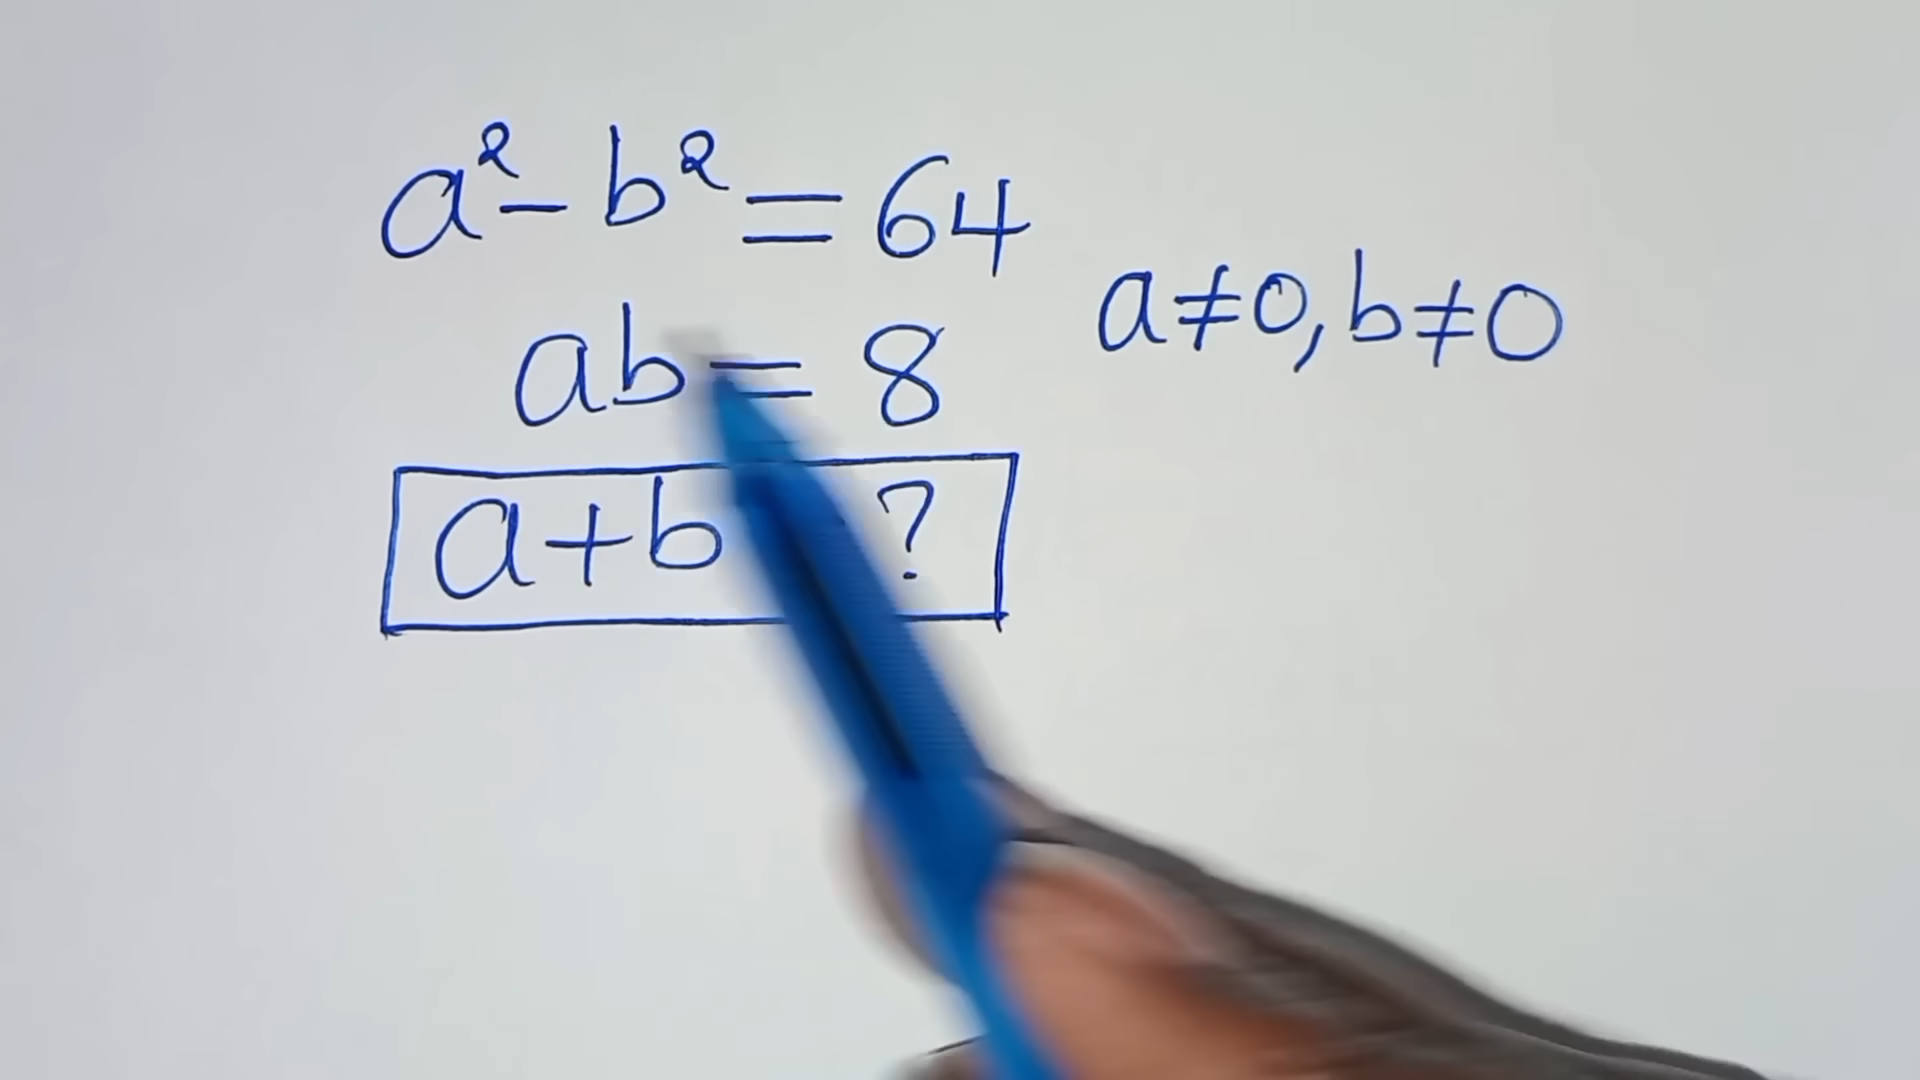 a² - b² = 64
ab = 8
a ≠ 0, b ≠ 0
a + b ?